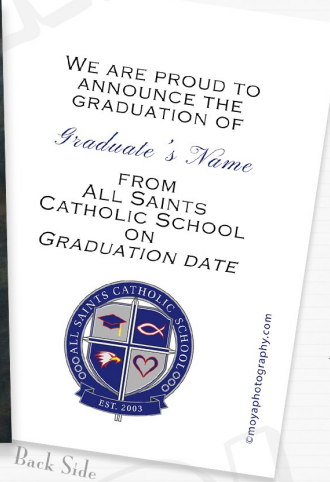 WE ARE PROUD TO
ANNOUNCE THE
GRADUATION OF
Graduate's Name
FROM
ALL SAINTS
CATHOLIC SCHOOL
ON
GRADUATION DATE
ALL SAINTS CATHOLIC SCHOOL
EST. 2003
©moyaphotography.com
Back Side